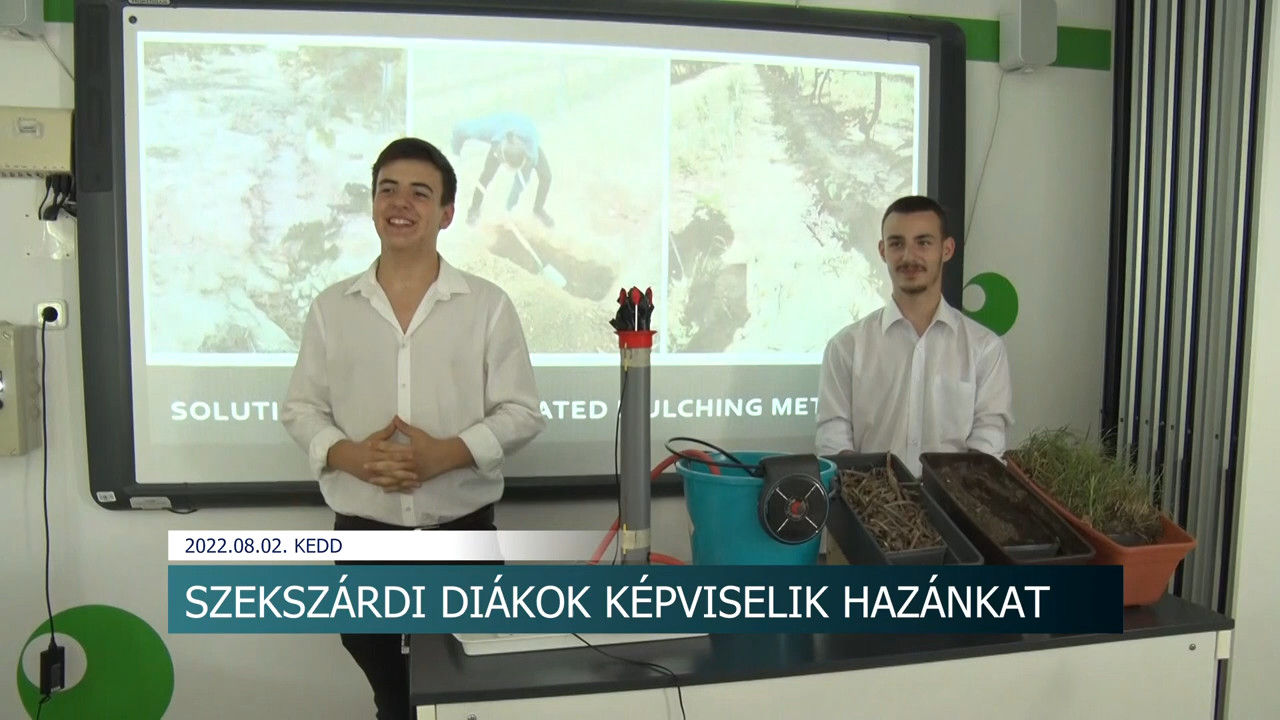 SOLUTI ATED ULCHING MET
2022.08.02. KEDD
SZEKSZÁRDI DIÁKOK KÉPVISELIK HAZÁNKAT